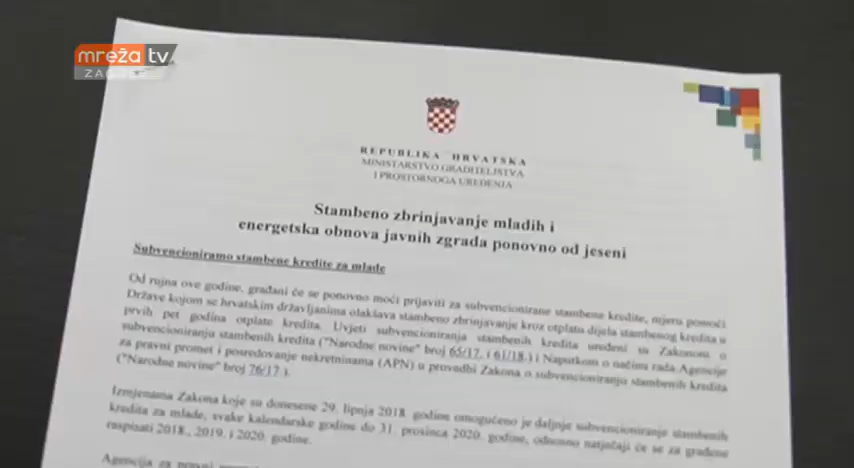 mreža tv
REPUBLIKA HRVATSKA
MINISTARSTVO GRADITELJSTVA
I PROSTORNOGA UREĐENJA
Stambeno zbrinjavanje mladih i
energetska obnova javnih zgrada ponovno od jeseni
Subvencioniramo stambene kredite za mlade
Od rujna ove godine, građani će se ponovno moći prijaviti za subvencionirane stambene kredite, mjeru pomoći
Države kojom se hrvatskim državljanima olakšava stambeno zbrinjavanje kroz otplatu dijela stambenog kredita u
prvih pet godina otplate kredita. Uvjeti subvencioniranja stambenih kredita uređeni su Zakonom o
subvencioniranju stambenih kredita ("Narodne novine" broj 65/17. i 61/18.) i Naputkom o načinu rada Agencije
za pravni promet i posredovanje nekretninama (APN) u provedbi Zakona o subvencioniranju stambenih kredita
("Narodne novine" broj 76/17.).
Izmjenama Zakona koje su donesene 29. lipnja 2018. godine omogućeno je daljnje subvencioniranje stambenih
kredita za mlade, svake kalendarske godine do 31. prosinca 2020. godine, odnosno natječaji će se za građene
raspisati 2018., 2019. i 2020. godine.
Agencija za